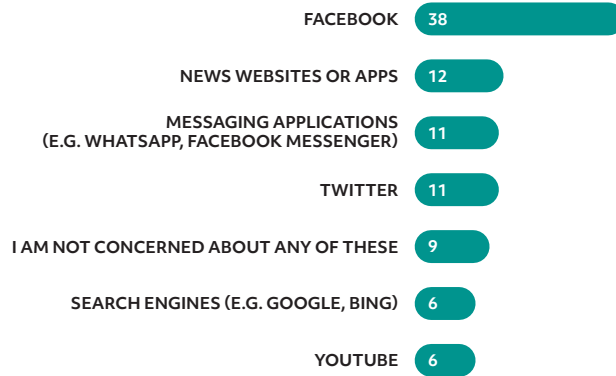 FACEBOOK 38
NEWS WEBSITES OR APPS 12
MESSAGING APPLICATIONS
(E.G. WHATSAPP, FACEBOOK MESSENGER) 11
TWITTER 11
I AM NOT CONCERNED ABOUT ANY OF THESE 9
SEARCH ENGINES (E.G. GOOGLE, BING) 6
YOUTUBE 6